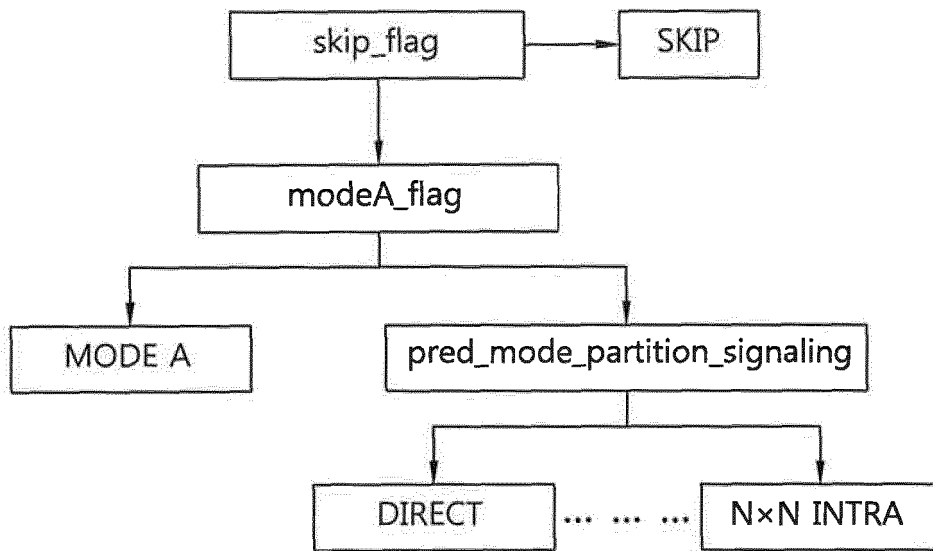 skip_flag
SKIP
modeA_flag
MODE A
pred_mode_partition_signaling
DIRECT
... ... ...
N×N INTRA